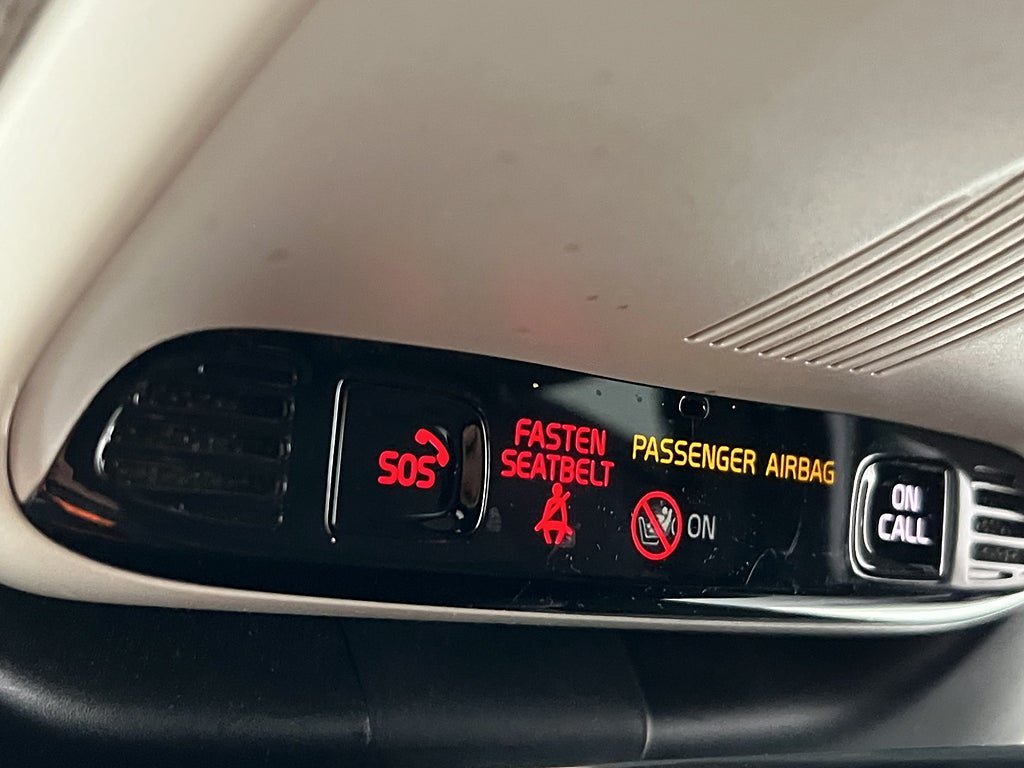 SOS
FASTEN
SEATBELT
PASSENGER AIRBAG
ON
ON
CALL